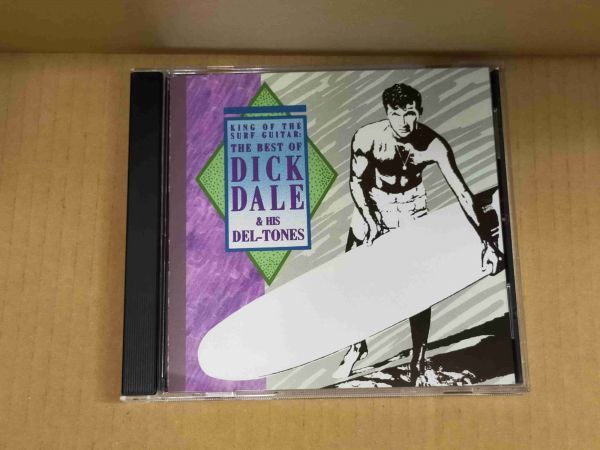 KING OF THE
SURF GUITAR:
THE BEST OF
DICK
DALE
& HIS
DEL-TONES